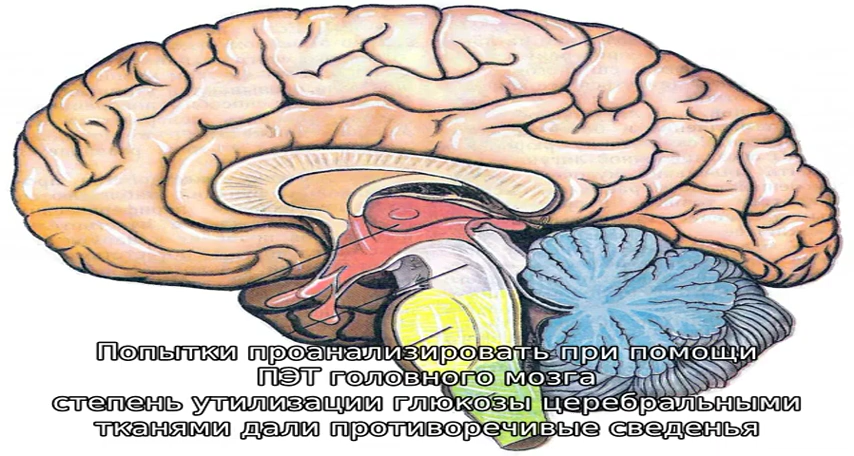 Попытки проанализировать при помощи
ПЭТ головного мозга
степень утилизации глюкозы церебральными
тканями дали противоречивые сведенья